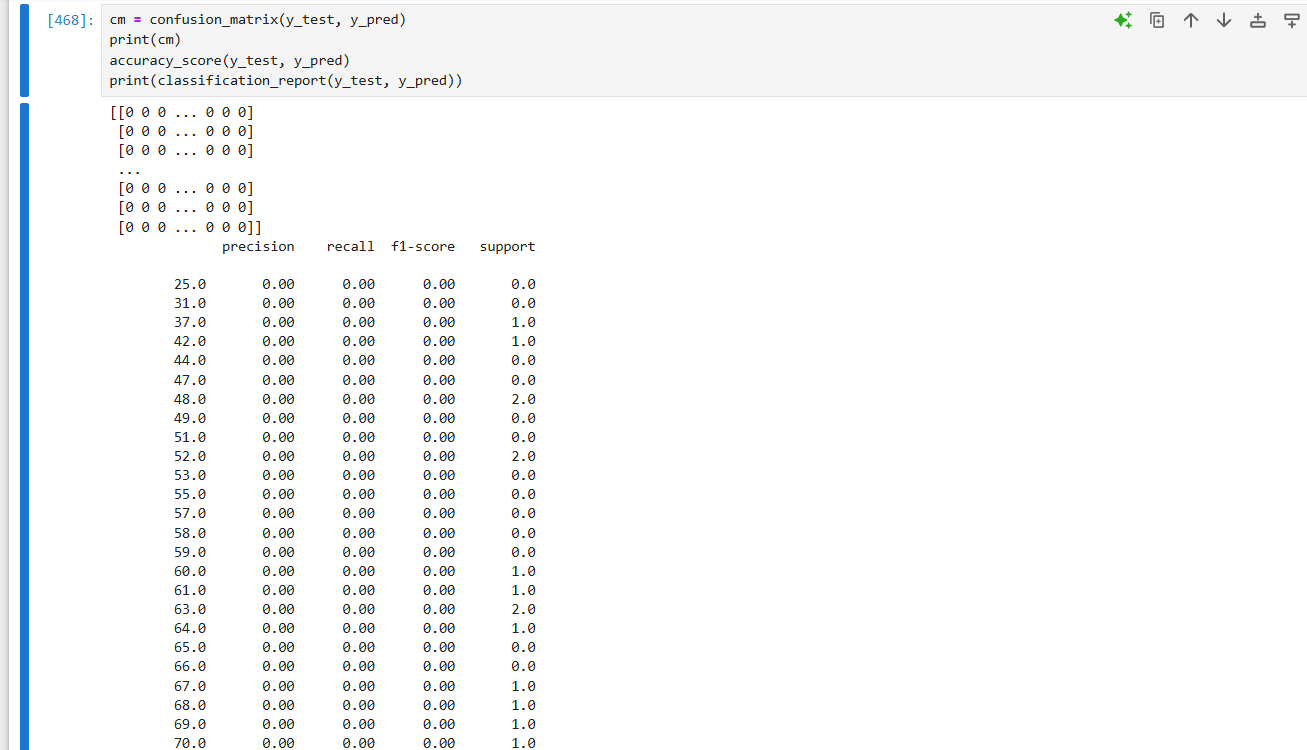 [468]: cm = confusion_matrix(y_test, y_pred)
print(cm)
accuracy_score(y_test, y_pred)
print(classification_report(y_test, y_pred))
[[0 0 0 ... 0 0 0]
[0 0 0 ... 0 0 0]
[0 0 0 ... 0 0 0]
...
[0 0 0 ... 0 0 0]
[0 0 0 ... 0 0 0]
[0 0 0 ... 0 0 0]]
precision recall f1-score support
25.0 0.00 0.00 0.00 0.0
31.0 0.00 0.00 0.00 0.0
37.0 0.00 0.00 0.00 1.0
42.0 0.00 0.00 0.00 1.0
44.0 0.00 0.00 0.00 0.0
47.0 0.00 0.00 0.00 0.0
48.0 0.00 0.00 0.00 2.0
49.0 0.00 0.00 0.00 0.0
51.0 0.00 0.00 0.00 0.0
52.0 0.00 0.00 0.00 2.0
53.0 0.00 0.00 0.00 0.0
55.0 0.00 0.00 0.00 0.0
57.0 0.00 0.00 0.00 0.0
58.0 0.00 0.00 0.00 0.0
59.0 0.00 0.00 0.00 0.0
60.0 0.00 0.00 0.00 1.0
61.0 0.00 0.00 0.00 1.0
63.0 0.00 0.00 0.00 2.0
64.0 0.00 0.00 0.00 1.0
65.0 0.00 0.00 0.00 0.0
66.0 0.00 0.00 0.00 0.0
67.0 0.00 0.00 0.00 1.0
68.0 0.00 0.00 0.00 1.0
69.0 0.00 0.00 0.00 1.0
70.0 0.00 0.00 0.00 1.0